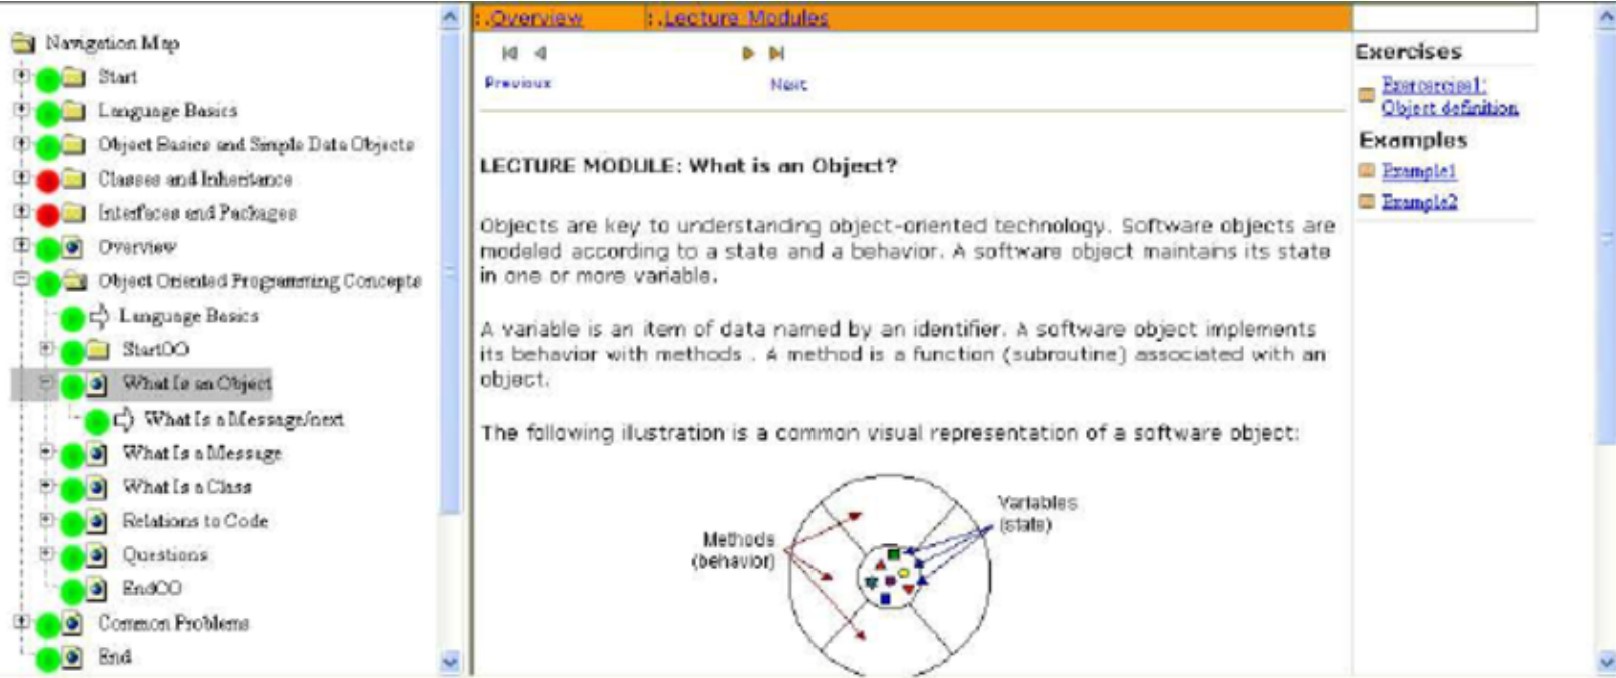 Navigation Map
Start
Language Basics
Object Basics and Simple Data Objects
Classes and Inheritance
Interfaces and Packages
Overview
Object Oriented Programming Concepts
Language Basics
StartOO
What Is an Object
What Is a Message/next
What Is a Message
What Is a Class
Relations to Code
Questions
EndOO
Common Problems
End
:.Overview :.Lecture Modules
Previous Next
LECTURE MODULE: What is an Object?
Objects are key to understanding object-oriented technology. Software objects are
modeled according to a state and a behavior. A software object maintains its state
in one or more variable.
A variable is an item of data named by an identifier. A software object implements
its behavior with methods . A method is a function (subroutine) associated with an
object.
The following illustration is a common visual representation of a software object:
Methods
(behavior)
Variables
(state)
Exercises
Exercercise1:
Object definition
Examples
Example1
Example2